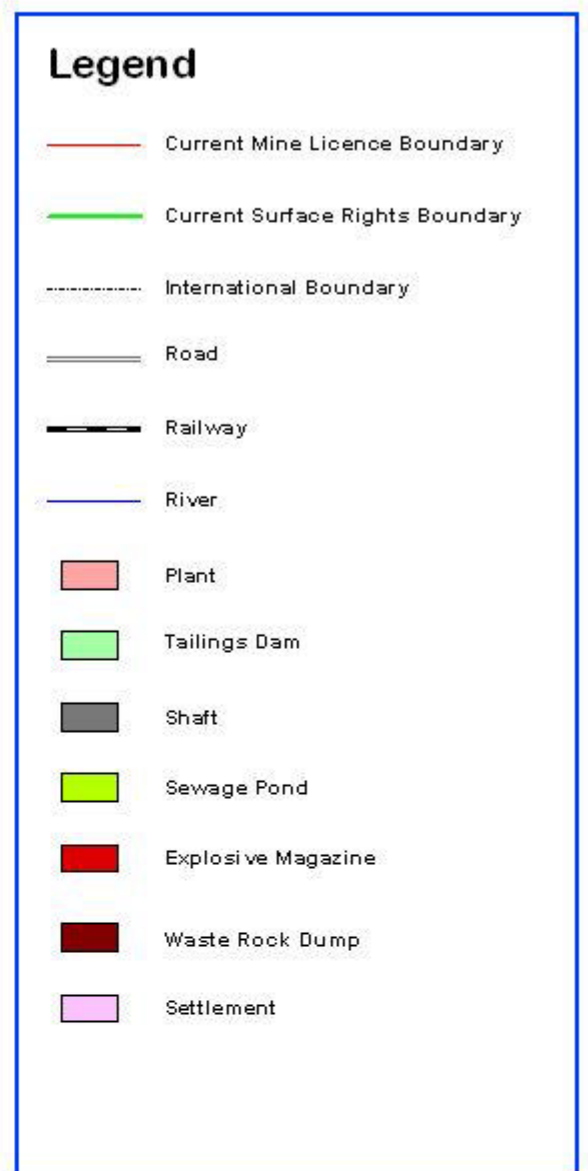 Legend
Current Mine Licence Boundary
Current Surface Rights Boundary
International Boundary
Road
Railway
River
Plant
Tailings Dam
Shaft
Sewage Pond
Explosive Magazine
Waste Rock Dump
Settlement